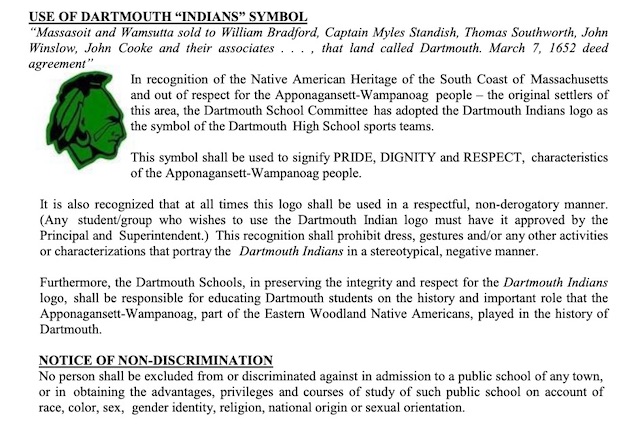 USE OF DARTMOUTH “INDIANS” SYMBOL
“Massasoit and Wamsutta sold to William Bradford, Captain Myles Standish, Thomas Southworth, John
Winslow, John Cooke and their associates . . . , that land called Dartmouth. March 7, 1652 deed
agreement”
In recognition of the Native American Heritage of the South Coast of Massachusetts
and out of respect for the Apponagansett-Wampanoag people – the original settlers of
this area, the Dartmouth School Committee has adopted the Dartmouth Indians logo as
the symbol of the Dartmouth High School sports teams.
This symbol shall be used to signify PRIDE, DIGNITY and RESPECT, characteristics
of the Apponagansett-Wampanoag people.
It is also recognized that at all times this logo shall be used in a respectful, non-derogatory manner.
(Any student/group who wishes to use the Dartmouth Indian logo must have it approved by the
Principal and Superintendent.) This recognition shall prohibit dress, gestures and/or any other activities
or characterizations that portray the Dartmouth Indians in a stereotypical, negative manner.
Furthermore, the Dartmouth Schools, in preserving the integrity and respect for the Dartmouth Indians
logo, shall be responsible for educating Dartmouth students on the history and important role that the
Apponagansett-Wampanoag, part of the Eastern Woodland Native Americans, played in the history of
Dartmouth.
NOTICE OF NON-DISCRIMINATION
No person shall be excluded from or discriminated against in admission to a public school of any town,
or in obtaining the advantages, privileges and courses of study of such public school on account of
race, color, sex, gender identity, religion, national origin or sexual orientation.